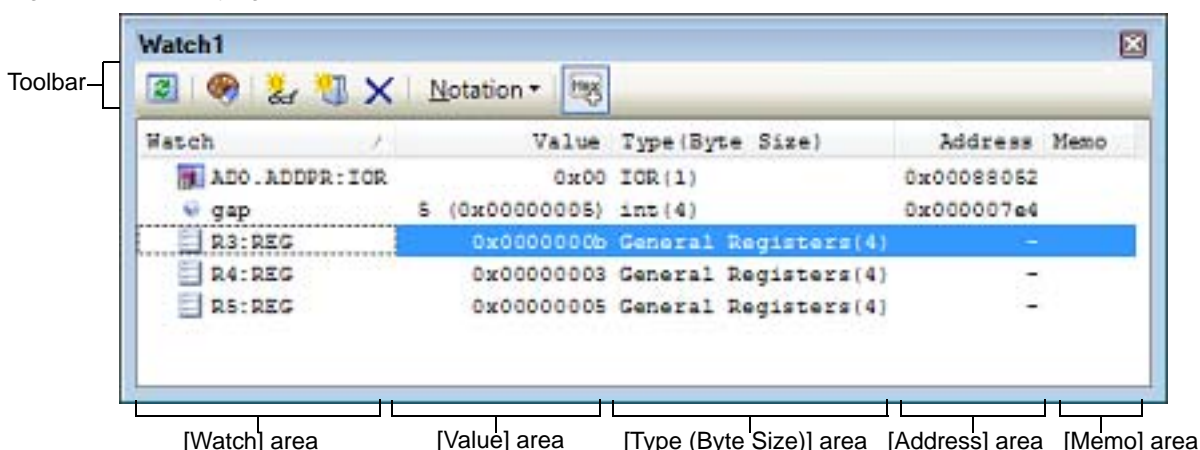 Watch1
Toolbar
Notation
Hex
Watch Value Type(Byte Size) Address Memo
AD0.ADDPR:IOR 0x00 IOR(1) 0x00088052
gap 5 (0x00000005) int(4) 0x000007e4
R3:REG 0x0000000b General Registers(4) -
R4:REG 0x00000003 General Registers(4) -
R5:REG 0x00000005 General Registers(4) -
[Watch] area [Value] area [Type (Byte Size)] area [Address] area [Memo] area